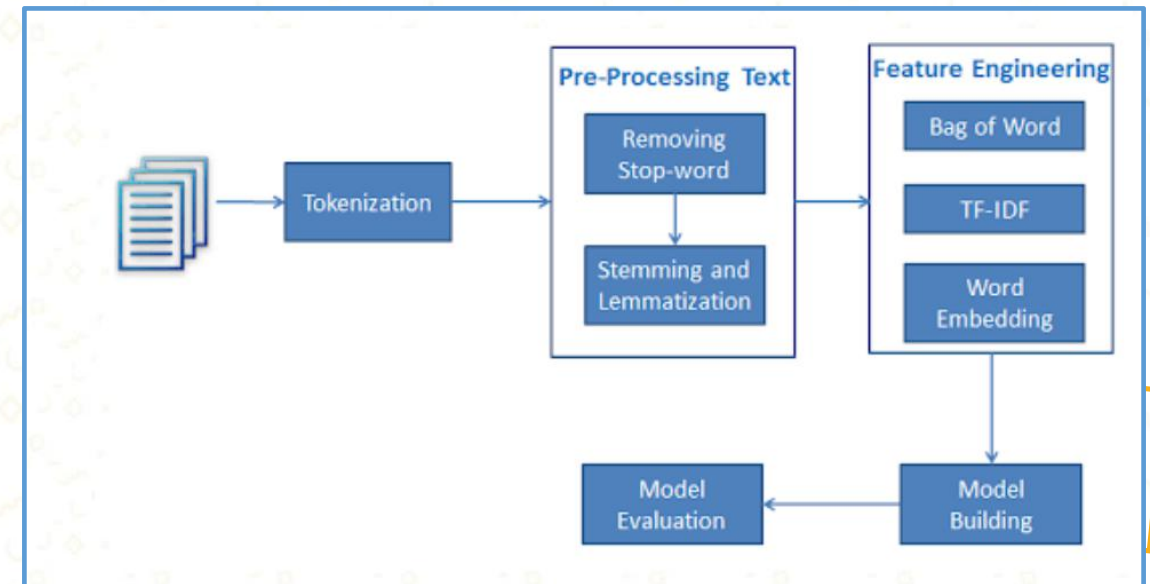 Tokenization
Pre-Processing Text
Removing
Stop-word
Stemming and
Lemmatization
Feature Engineering
Bag of Word
TF-IDF
Word
Embedding
Model
Building
Model
Evaluation